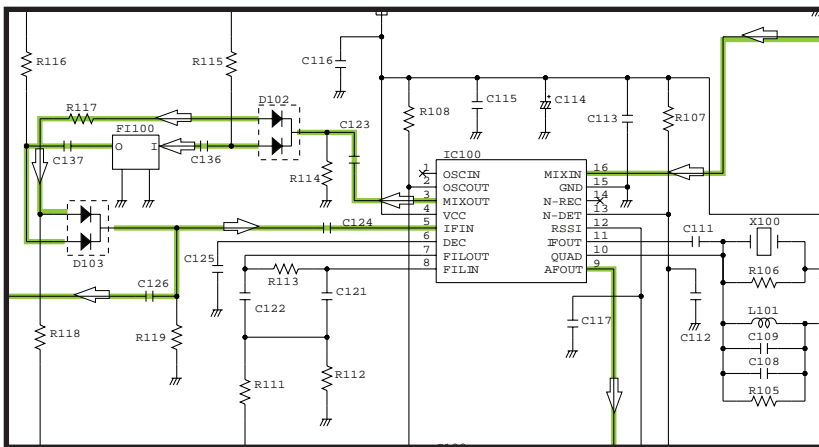 R116
R115
C116
R117
D102
FI100
O
I
C137
C136
C123
R114
R108
C115
C114
C113
R107
IC100
1 OSCIN
2 OSCOUT
3 MIXOUT
4 VCC
5 IFIN
6 DEC
7 FILOUT
8 FILIN
MIXIN 16
GND 15
N-REC 14
N-DET 13
RSSI 12
IFOUT 11
QUAD 10
AFOUT 9
D103
C124
C125
C126
R113
C122
C121
R118
R119
R111
R112
C117
C111
X100
R106
C112
L101
C109
C108
R105